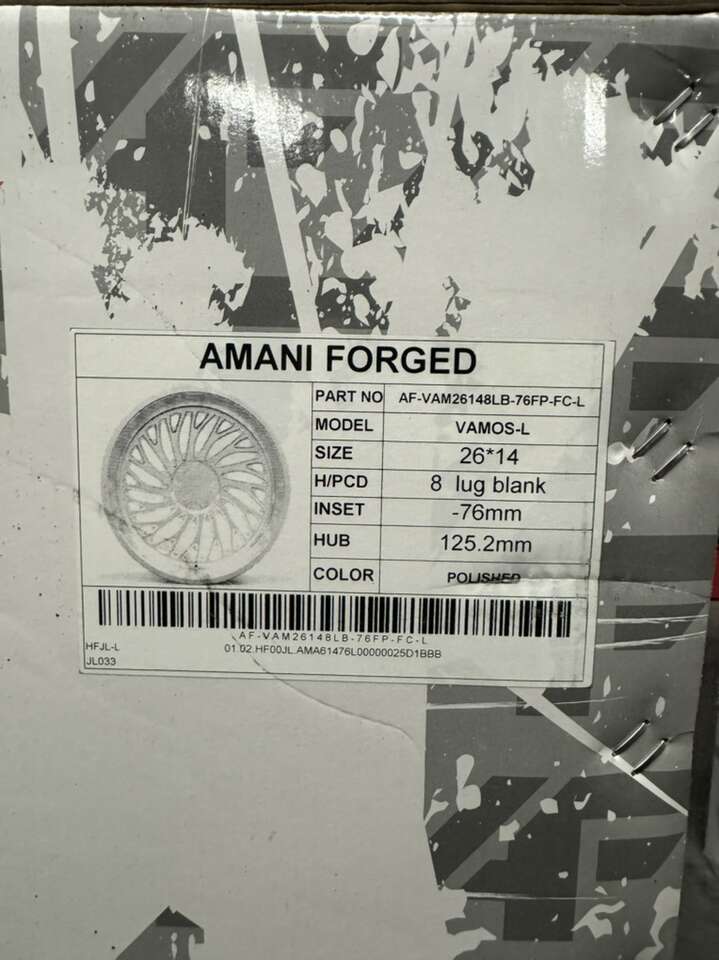 AMANI FORGED
PART NO AF-VAM26148LB-76FP-FC-L
MODEL VAMOS-L
SIZE 26*14
H/PCD 8 lug blank
INSET -76mm
HUB 125.2mm
COLOR POLISHED
AF-VAM26148LB-76FP-FC-L
HFJL-L 01.02.HF00JL.AMA61476L00000025D1BBB
JL033